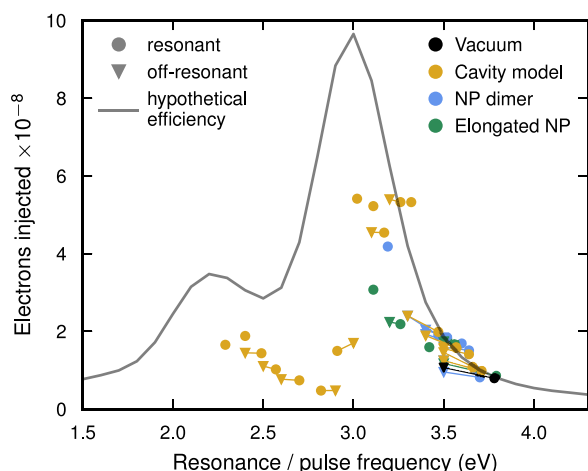 10
8
6
4
2
0
Electrons injected ×10⁻⁸
resonant
off-resonant
hypothetical
efficiency
Vacuum
Cavity model
NP dimer
Elongated NP
1.5 2.0 2.5 3.0 3.5 4.0
Resonance / pulse frequency (eV)